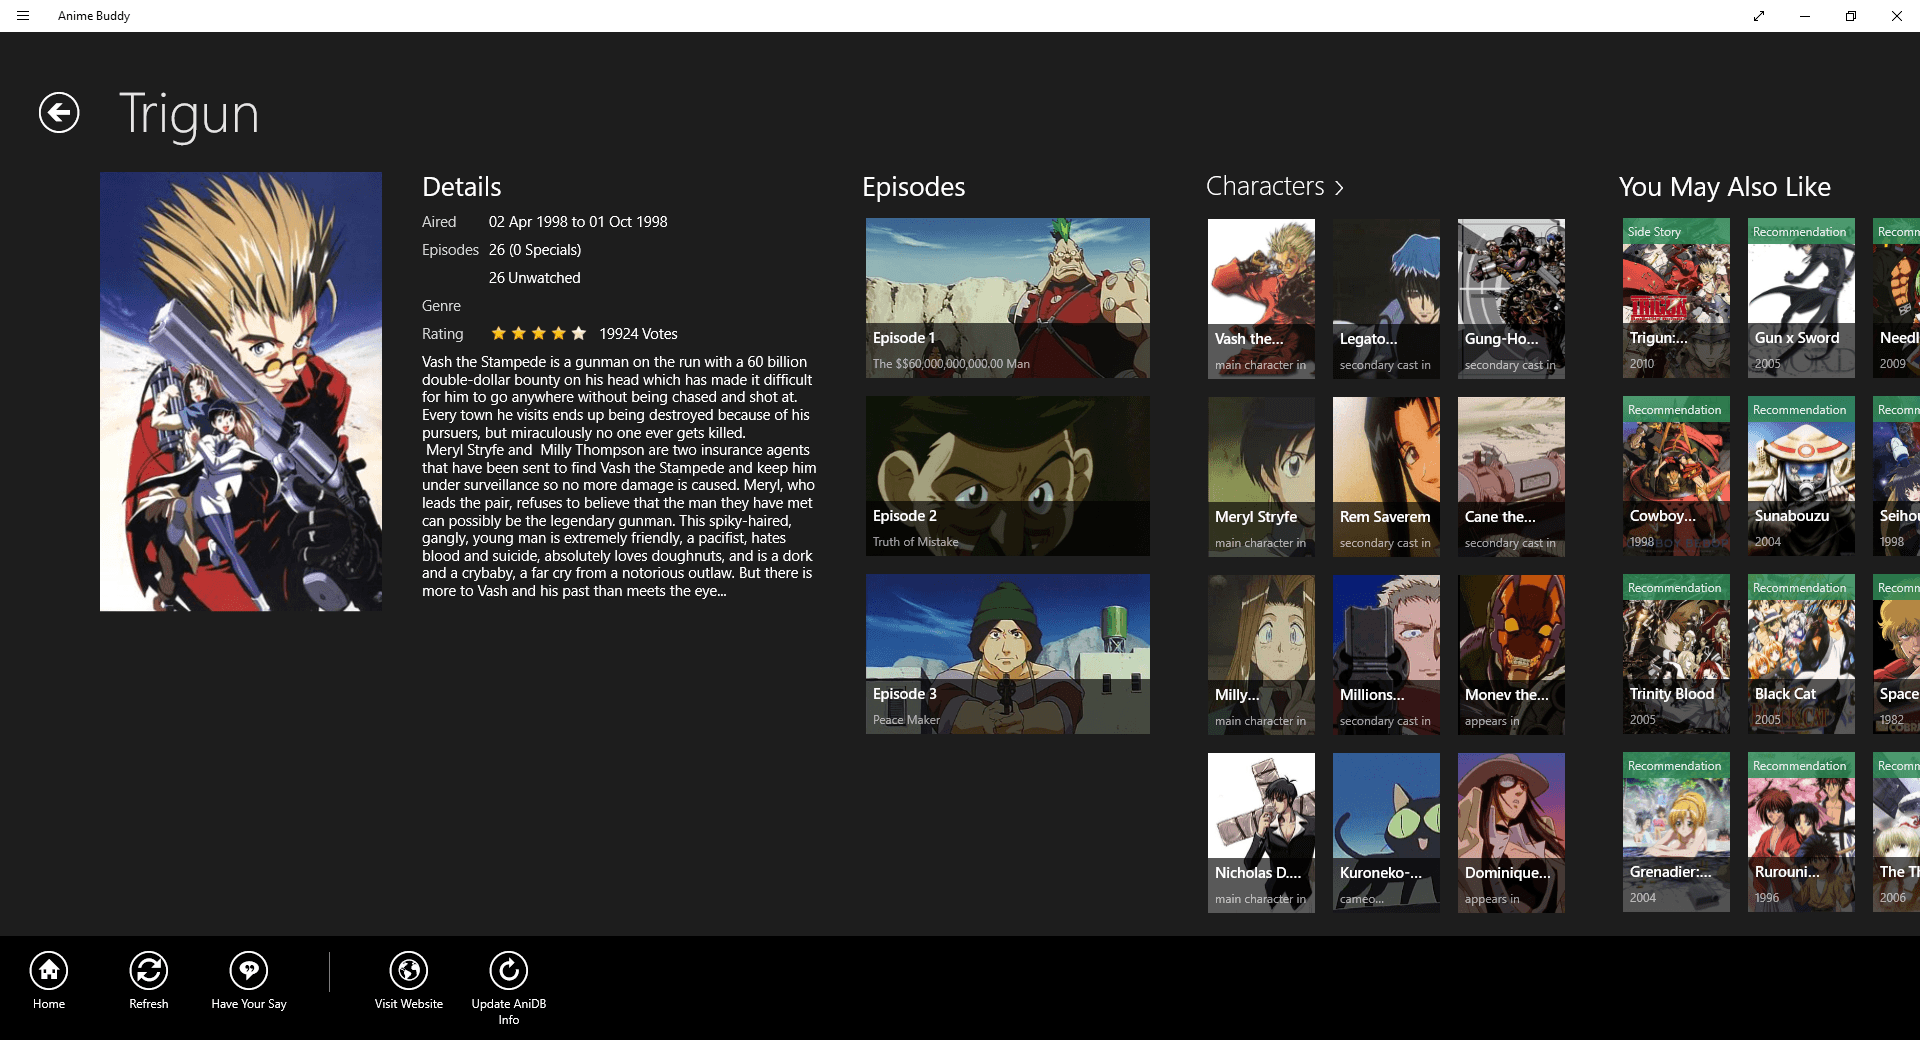 Anime Buddy
Trigun
Details
Aired 02 Apr 1998 to 01 Oct 1998
Episodes 26 (0 Specials)
26 Unwatched
Genre
Rating 19924 Votes
Vash the Stampede is a gunman on the run with a 60 billion
double-dollar bounty on his head which has made it difficult
for him to go anywhere without being chased and shot at.
Every town he visits ends up being destroyed because of his
pursuers, but miraculously no one ever gets killed.
Meryl Stryfe and  Milly Thompson are two insurance agents
that have been sent to find Vash the Stampede and keep him
under surveillance so no more damage is caused. Meryl, who
leads the pair, refuses to believe that the man they have met
can possibly be the legendary gunman. This spiky-haired,
gangly, young man is extremely friendly, a pacifist, hates
blood and suicide, absolutely loves doughnuts, and is a dork
and a crybaby, a far cry from a notorious outlaw. But there is
more to Vash and his past than meets the eye...
Episodes
Episode 1
The $$60,000,000,000.00 Man
Episode 2
Truth of Mistake
Episode 3
Peace Maker
Characters
Vash the...
main character in
Legato...
secondary cast in
Gung-Ho...
secondary cast in
Meryl Stryfe
main character in
Rem Saverem
secondary cast in
Cane the...
secondary cast in
Milly...
main character in
Millions...
secondary cast in
Monev the...
appears in
Nicholas D....
main character in
Kuroneko-...
cameo...
Dominique...
appears in
You May Also Like
Side Story
TRIGUN
Trigun:...
2010
Recommendation
Gun x Sword
2005
Recomm
Needl
2009
Recommendation
Cowboy...
1998
Recommendation
Sunabouzu
2004
Recomm
Seihou
1998
Recommendation
Trinity Blood
2005
Recommendation
Black Cat
2005
Recomm
Space
1982
Recommendation
Grenadier:...
2004
Recommendation
Rurouni...
1996
Recomm
The Th
2006
Home
Refresh
Have Your Say
Visit Website
Update AniDB
Info